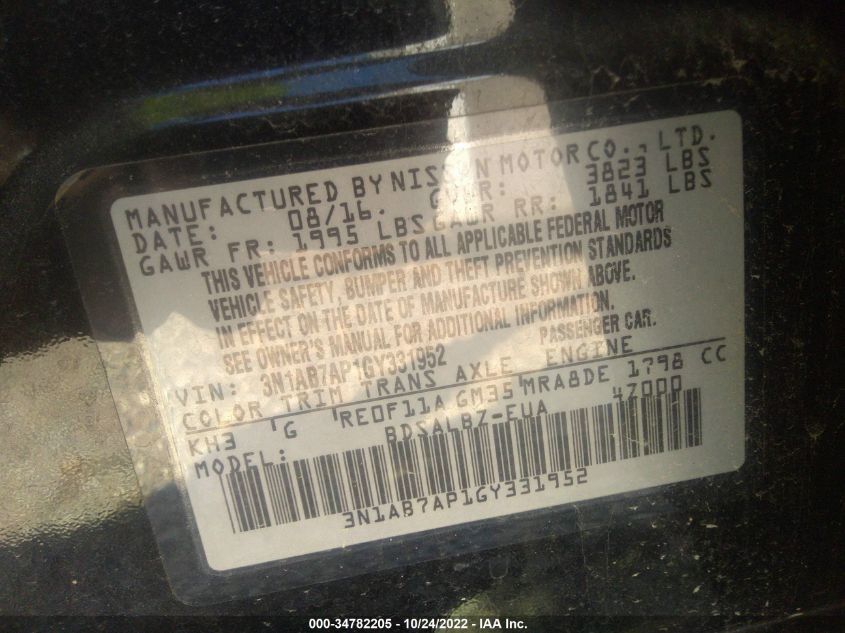 MANUFACTURED BY NISSAN MOTOR CO., LTD.
DATE: 08/16. GVWR: 3823 LBS
GAWR FR: 1995 LBS GAWR RR: 1841 LBS
THIS VEHICLE CONFORMS TO ALL APPLICABLE FEDERAL MOTOR
VEHICLE SAFETY, BUMPER AND THEFT PREVENTION STANDARDS
IN EFFECT ON THE DATE OF MANUFACTURE SHOWN ABOVE.
SEE OWNER'S MANUAL FOR ADDITIONAL INFORMATION.
VIN: 3N1AB7AP1GY331952 PASSENGER CAR.
COLOR TRIM TRANS AXLE ENGINE
KH3 G RE0F11A GM35 MRA8DE 1798 CC
MODEL: BDSALBZ-EUA 4Z000
3N1AB7AP1GY331952
000-34782205 - 10/24/2022 - IAA Inc.